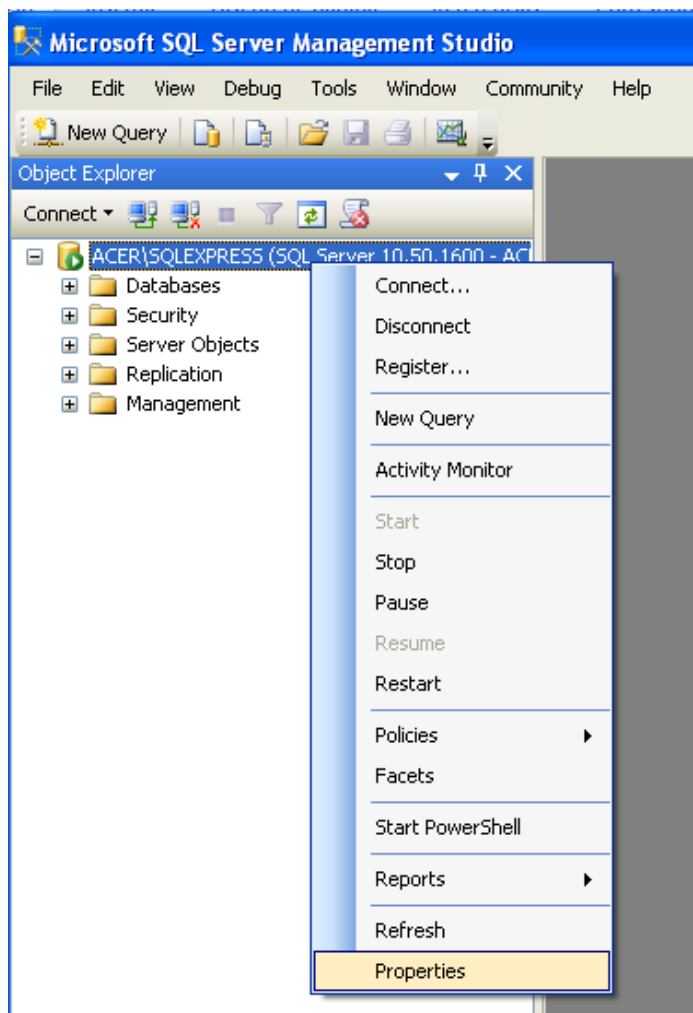 Microsoft SQL Server Management Studio
File Edit View Debug Tools Window Community Help
New Query
Object Explorer
Connect
ACER\SQLEXPRESS (SQL Server 10.50.1600 - AC
Databases
Security
Server Objects
Replication
Management
Connect...
Disconnect
Register...
New Query
Activity Monitor
Start
Stop
Pause
Resume
Restart
Policies
Facets
Start PowerShell
Reports
Refresh
Properties